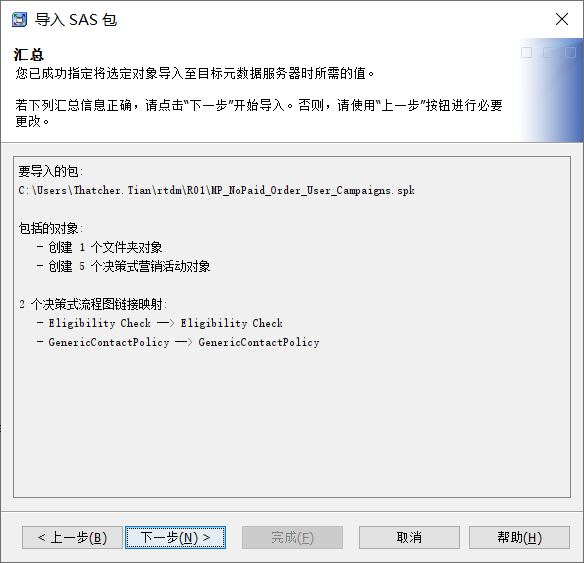 导入 SAS 包
汇总
您已成功指定将选定对象导入至目标元数据服务器时所需的值。
若下列汇总信息正确，请点击“下一步”开始导入。否则，请使用“上一步”按钮进行必要
更改。
要导入的包:
C:\Users\Thatcher.Tian\rtdm\R01\MP_NoPaid_Order_User_Campaigns.spk
包括的对象:
- 创建 1 个文件夹对象
- 创建 5 个决策式营销活动对象
2 个决策式流程图链接映射:
- Eligibility Check —> Eligibility Check
- GenericContactPolicy —> GenericContactPolicy
< 上一步(B) 下一步(N) > 完成(F) 取消 帮助(H)